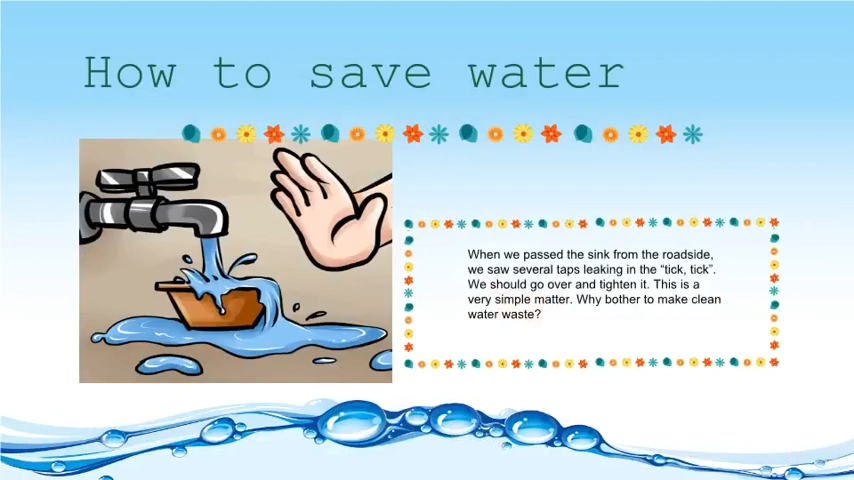 How to save water
When we passed the sink from the roadside,
we saw several taps leaking in the “tick, tick”.
We should go over and tighten it. This is a
very simple matter. Why bother to make clean
water waste?